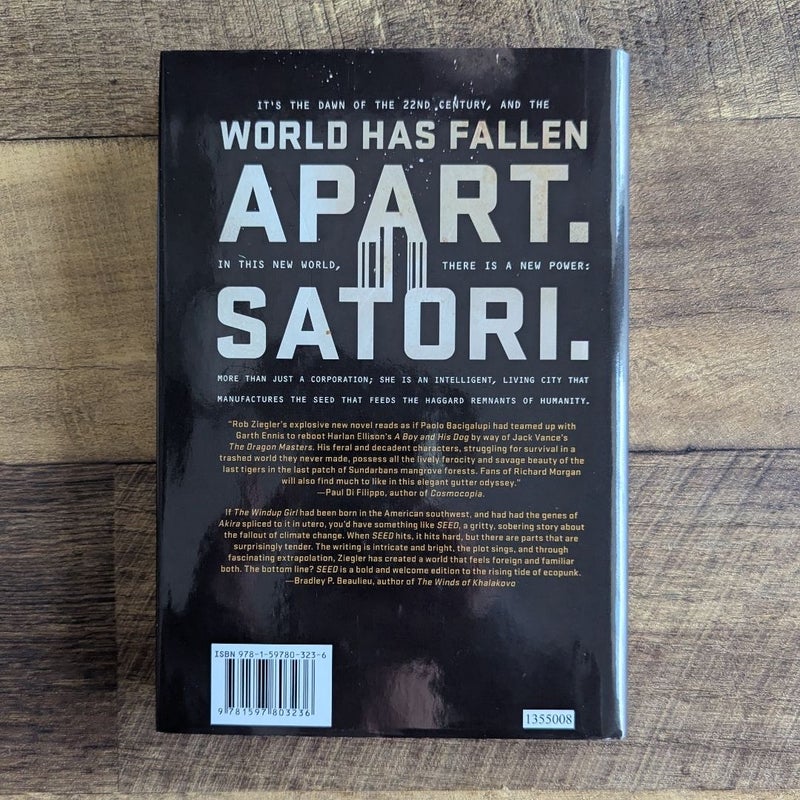 IT'S THE DAWN OF THE 22ND CENTURY, AND THE
WORLD HAS FALLEN
APART.
IN THIS NEW WORLD, THERE IS A NEW POWER:
SATORI.
MORE THAN JUST A CORPORATION; SHE IS AN INTELLIGENT, LIVING CITY THAT
MANUFACTURES THE SEED THAT FEEDS THE HAGGARD REMNANTS OF HUMANITY.
"Rob Ziegler's explosive new novel reads as if Paolo Bacigalupi had teamed up with
Garth Ennis to reboot Harlan Ellison's A Boy and His Dog by way of Jack Vance's
The Dragon Masters. His feral and decadent characters, struggling for survival in a
trashed world they never made, possess all the lively ferocity and savage beauty of the
last tigers in the last patch of Sundarbans mangrove forests. Fans of Richard Morgan
will also find much to like in this elegant gutter odyssey."
—Paul Di Filippo, author of Cosmocopia.
If The Windup Girl had been born in the American southwest, and had had the genes of
Akira spliced to it in utero, you'd have something like SEED, a gritty, sobering story about
the fallout of climate change. When SEED hits, it hits hard, but there are parts that are
surprisingly tender. The writing is intricate and bright, the plot sings, and through
fascinating extrapolation, Ziegler has created a world that feels foreign and familiar
both. The bottom line? SEED is a bold and welcome edition to the rising tide of ecopunk.
—Bradley P. Beaulieu, author of The Winds of Khalakovo
ISBN 978-1-59780-323-6
9 781597 803236
1355008